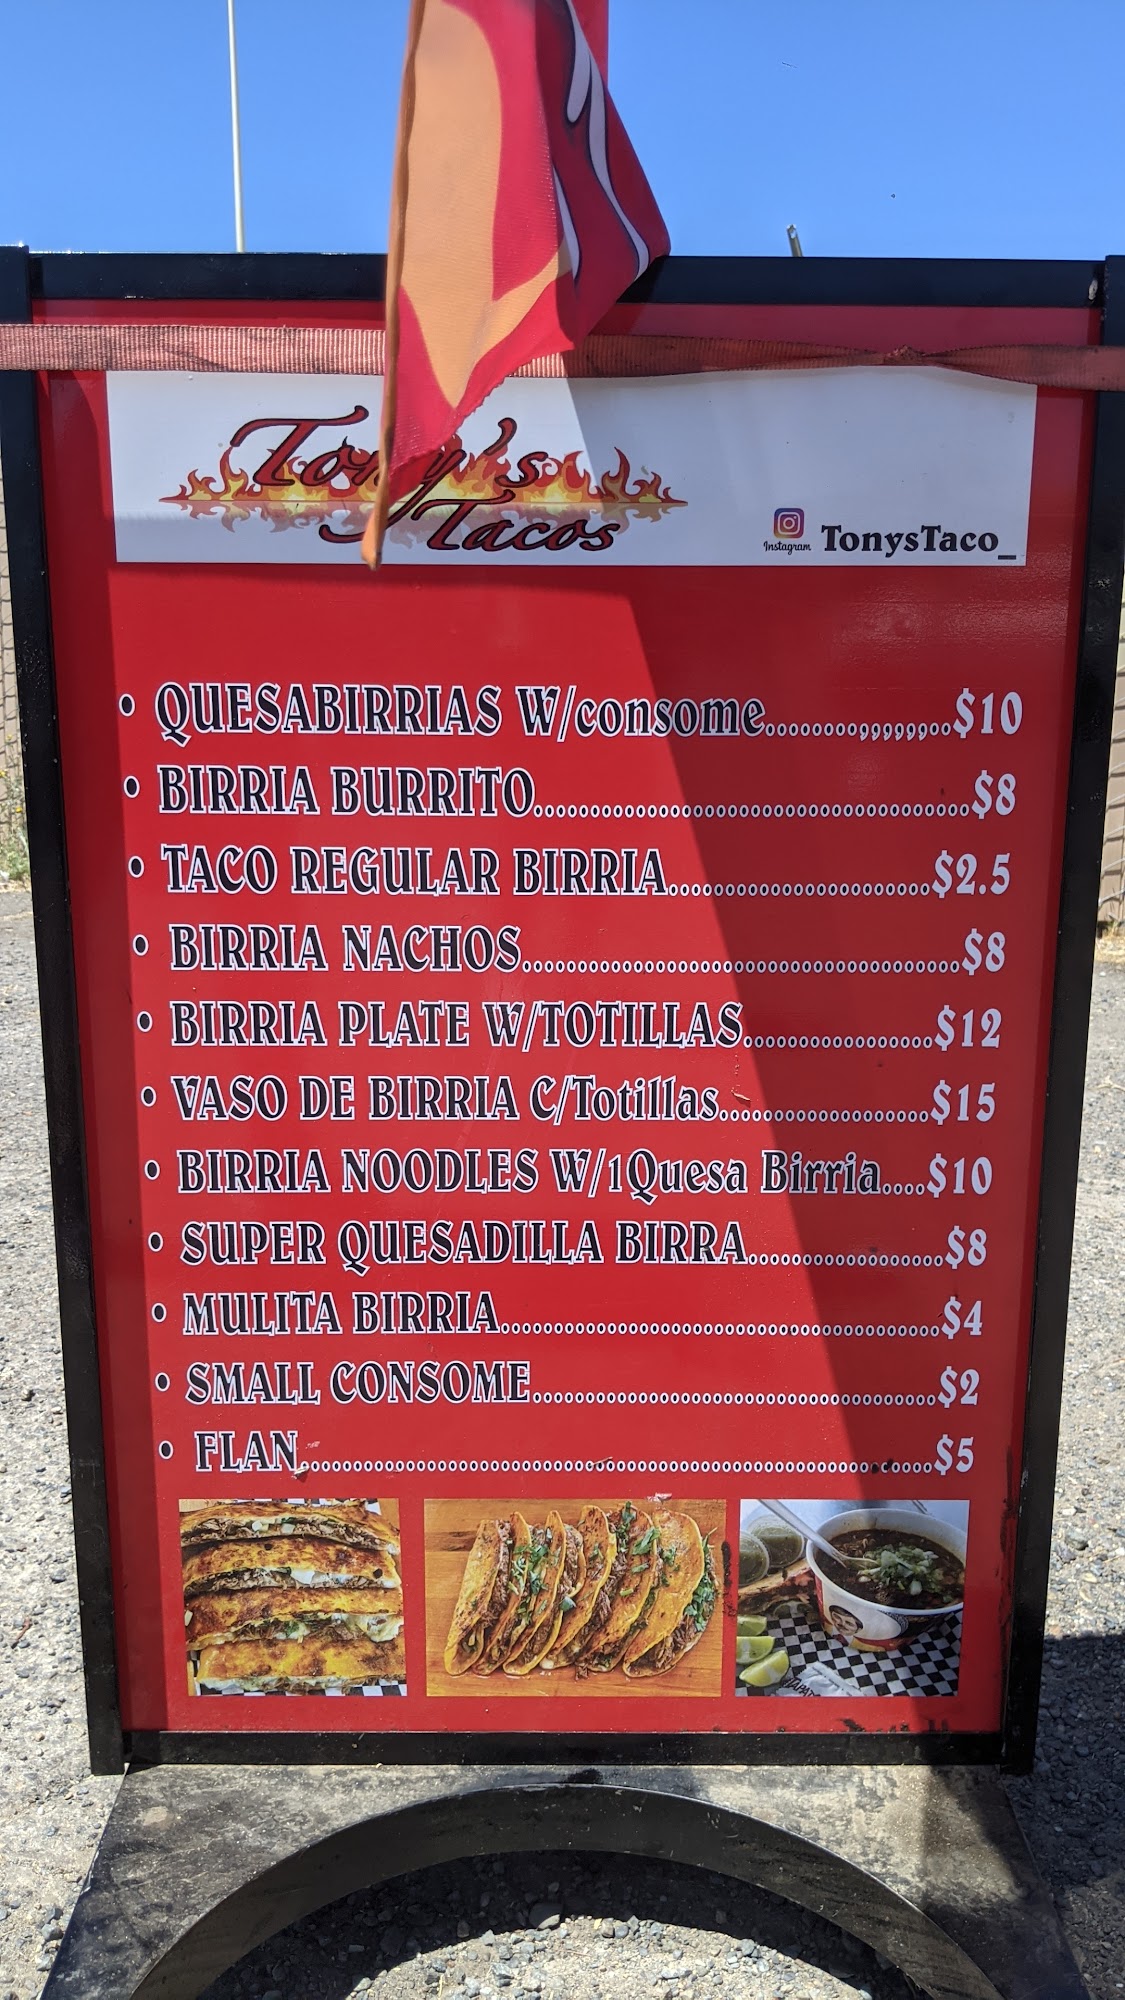 Tony's
Tacos
Instagram TonysTaco_
• QUESABIRRIAS W/consome........,,,,,,,..$10
• BIRRIA BURRITO.......................................$8
• TACO REGULAR BIRRIA.......................$2.5
• BIRRIA NACHOS.......................................$8
• BIRRIA PLATE W/TOTILLAS.................$12
• VASO DE BIRRIA C/Totillas...................$15
• BIRRIA NOODLES W/1Quesa Birria....$10
• SUPER QUESADILLA BIRRA..................$8
• MULITA BIRRIA.........................................$4
• SMALL CONSOME.....................................$2
• FLAN............................................................$5